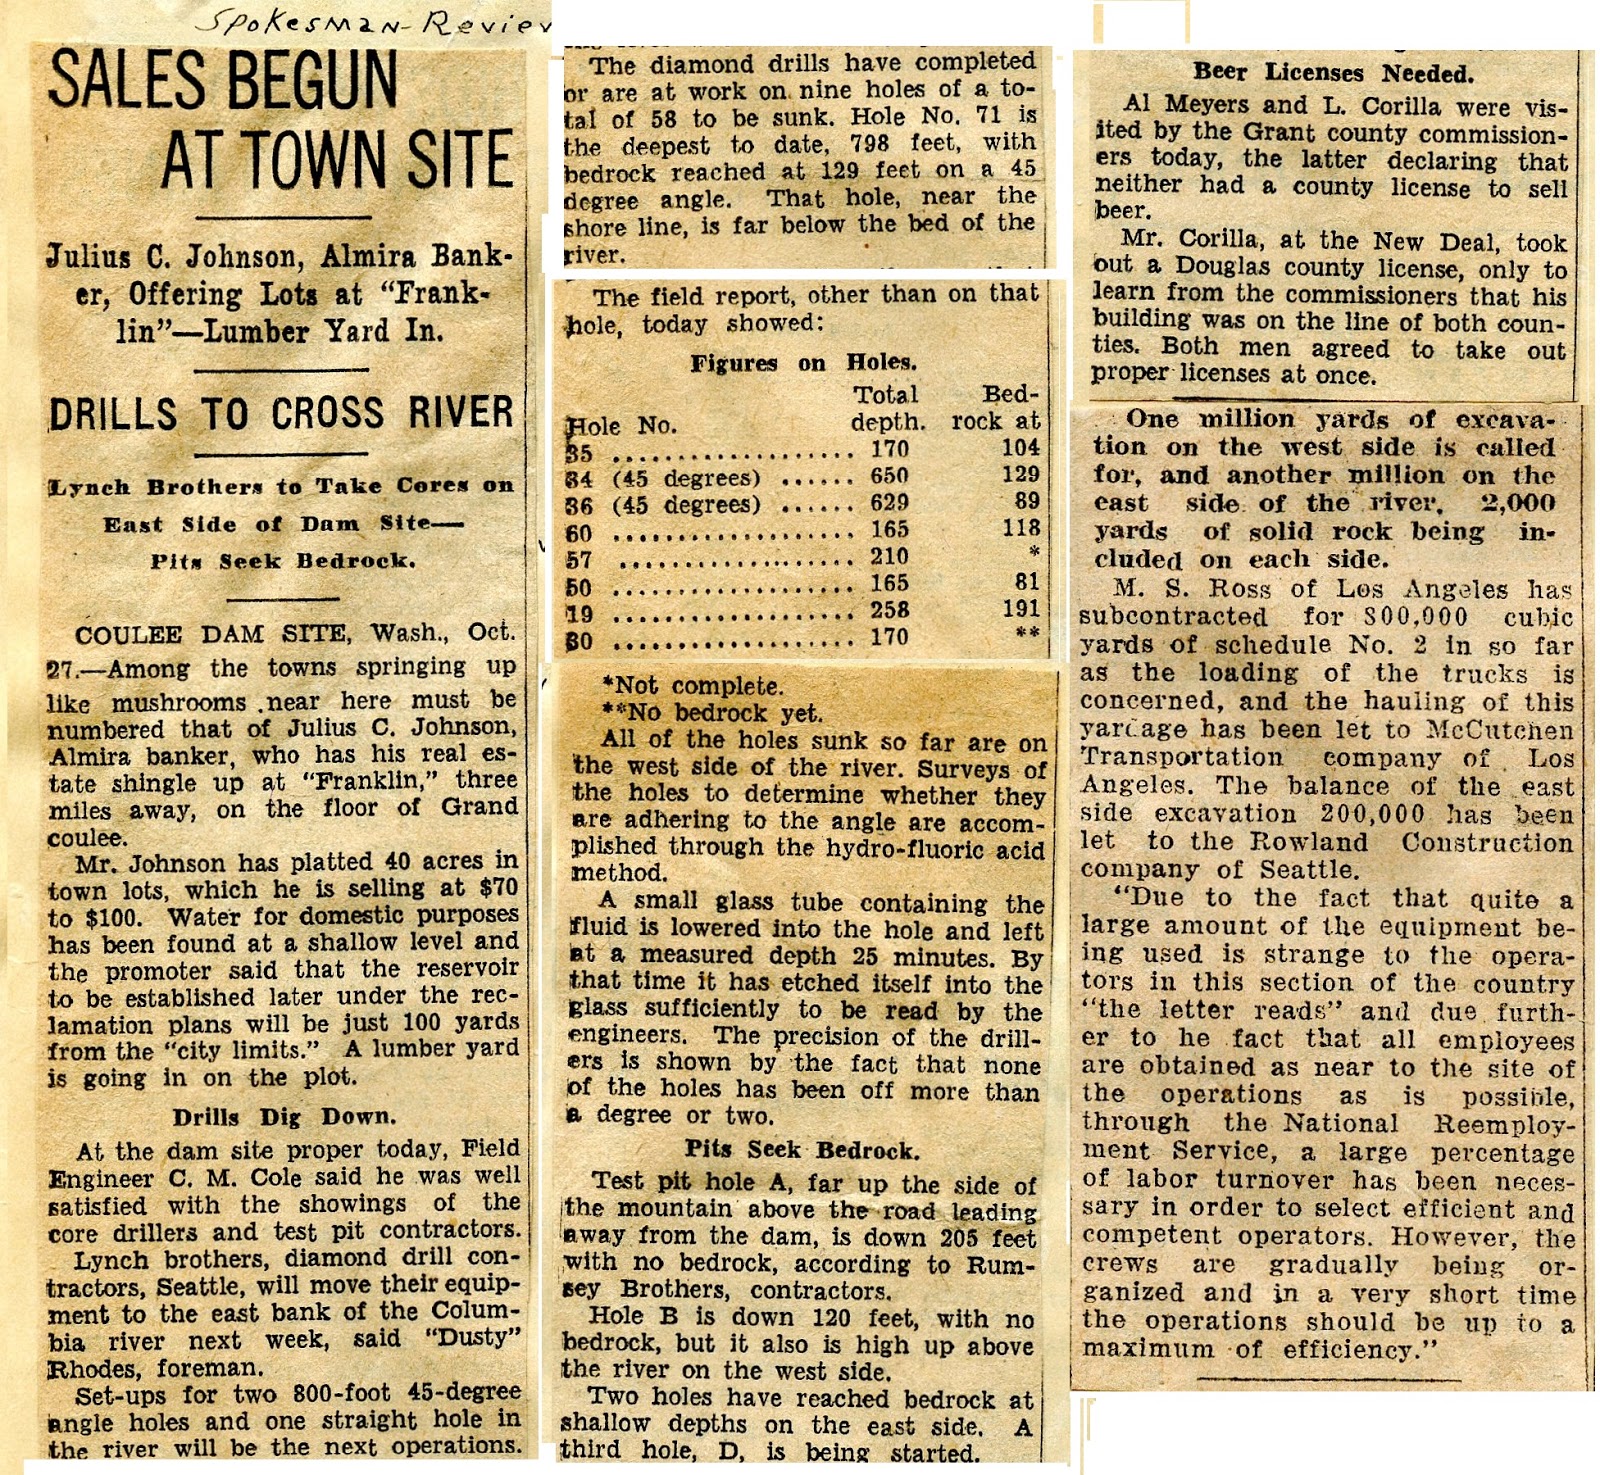 Spokesman-Review
SALES BEGUN
AT TOWN SITE
Julius C. Johnson, Almira Bank-
er, Offering Lots at "Frank-
lin"—Lumber Yard In.
DRILLS TO CROSS RIVER
Lynch Brothers to Take Cores on
East Side of Dam Site—
Pits Seek Bedrock.
COULEE DAM SITE, Wash., Oct.
27.—Among the towns springing up
like mushrooms near here must be
numbered that of Julius C. Johnson,
Almira banker, who has his real es-
tate shingle up at "Franklin," three
miles away, on the floor of Grand
coulee.
Mr. Johnson has platted 40 acres in
town lots, which he is selling at $70
to $100. Water for domestic purposes
has been found at a shallow level and
the promoter said that the reservoir
to be established later under the rec-
lamation plans will be just 100 yards
from the "city limits." A lumber yard
is going in on the plot.
Drills Dig Down.
At the dam site proper today, Field
Engineer C. M. Cole said he was well
satisfied with the showings of the
core drillers and test pit contractors.
Lynch brothers, diamond drill con-
tractors, Seattle, will move their equip-
ment to the east bank of the Colum-
bia river next week, said "Dusty"
Rhodes, foreman.
Set-ups for two 800-foot 45-degree
angle holes and one straight hole in
the river will be the next operations.
The diamond drills have completed
or are at work on nine holes of a to-
tal of 58 to be sunk. Hole No. 71 is
the deepest to date, 798 feet, with
bedrock reached at 129 feet on a 45
degree angle. That hole, near the
shore line, is far below the bed of the
river.
The field report, other than on that
hole, today showed:
Figures on Holes.
Total Bed-
Hole No. depth. rock at
35 .................. 170 104
34 (45 degrees) ...... 650 129
36 (45 degrees) ...... 629 89
60 .................. 165 118
57 .................. 210 *
50 .................. 165 81
19 .................. 258 191
80 .................. 170 **
*Not complete.
**No bedrock yet.
All of the holes sunk so far are on
the west side of the river. Surveys of
the holes to determine whether they
are adhering to the angle are accom-
plished through the hydro-fluoric acid
method.
A small glass tube containing the
fluid is lowered into the hole and left
at a measured depth 25 minutes. By
that time it has etched itself into the
glass sufficiently to be read by the
engineers. The precision of the drill-
ers is shown by the fact that none
of the holes has been off more than
a degree or two.
Pits Seek Bedrock.
Test pit hole A, far up the side of
the mountain above the road leading
away from the dam, is down 205 feet
with no bedrock, according to Rum-
sey Brothers, contractors.
Hole B is down 120 feet, with no
bedrock, but it also is high up above
the river on the west side.
Two holes have reached bedrock at
shallow depths on the east side. A
third hole, D, is being started.
Beer Licenses Needed.
Al Meyers and L. Corilla were vis-
ited by the Grant county commission-
ers today, the latter declaring that
neither had a county license to sell
beer.
Mr. Corilla, at the New Deal, took
out a Douglas county license, only to
learn from the commissioners that his
building was on the line of both coun-
ties. Both men agreed to take out
proper licenses at once.
One million yards of excava-
tion on the west side is called
for, and another million on the
east side of the river, 2,000
yards of solid rock being in-
cluded on each side.
M. S. Ross of Los Angeles has
subcontracted for 800,000 cubic
yards of schedule No. 2 in so far
as the loading of the trucks is
concerned, and the hauling of this
yardage has been let to McCutchen
Transportation company of Los
Angeles. The balance of the east
side excavation 200,000 has been
let to the Rowland Construction
company of Seattle.
"Due to the fact that quite a
large amount of the equipment be-
ing used is strange to the opera-
tors in this section of the country
"the letter reads" and due furth-
er to he fact that all employees
are obtained as near to the site of
the operations as is possible,
through the National Reemploy-
ment Service, a large percentage
of labor turnover has been neces-
sary in order to select efficient and
competent operators. However, the
crews are gradually being or-
ganized and in a very short time
the operations should be up to a
maximum of efficiency."